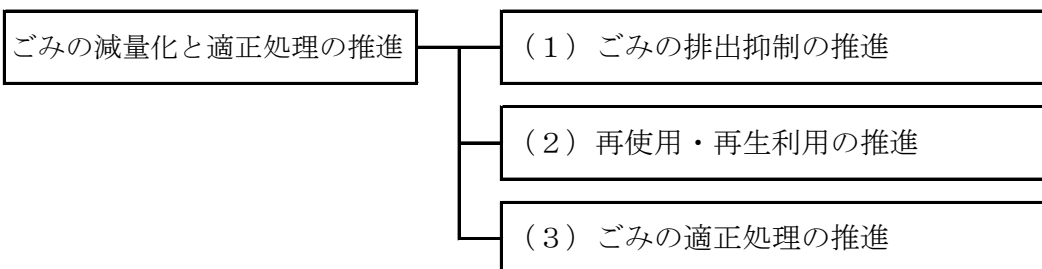 ごみの減量化と適正処理の推進
（１）ごみの排出抑制の推進
（２）再使用・再生利用の推進
（３）ごみの適正処理の推進